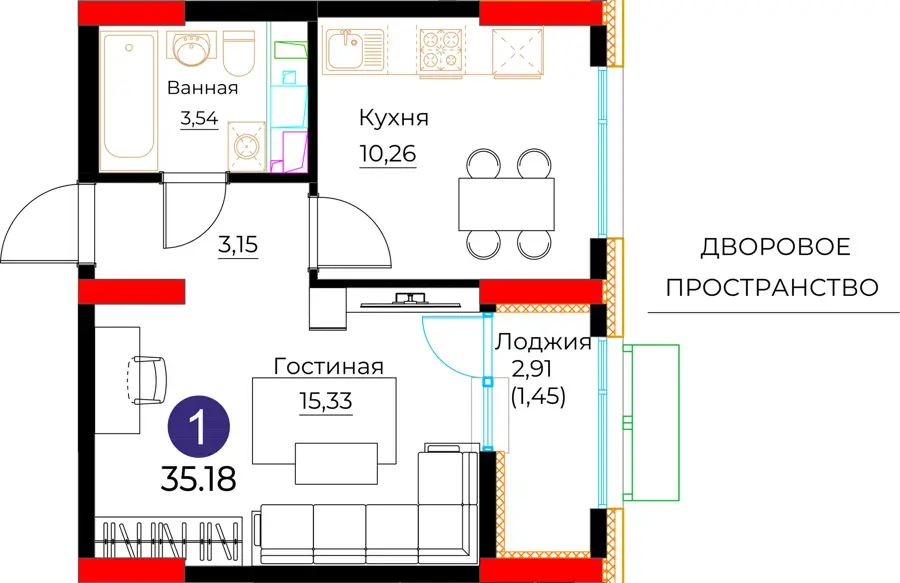 Ванная
3,54
Кухня
10,26
3,15
ДВОРОВОЕ
ПРОСТРАНСТВО
Лоджия
2,91
(1,45)
Гостиная
15,33
1
35.18